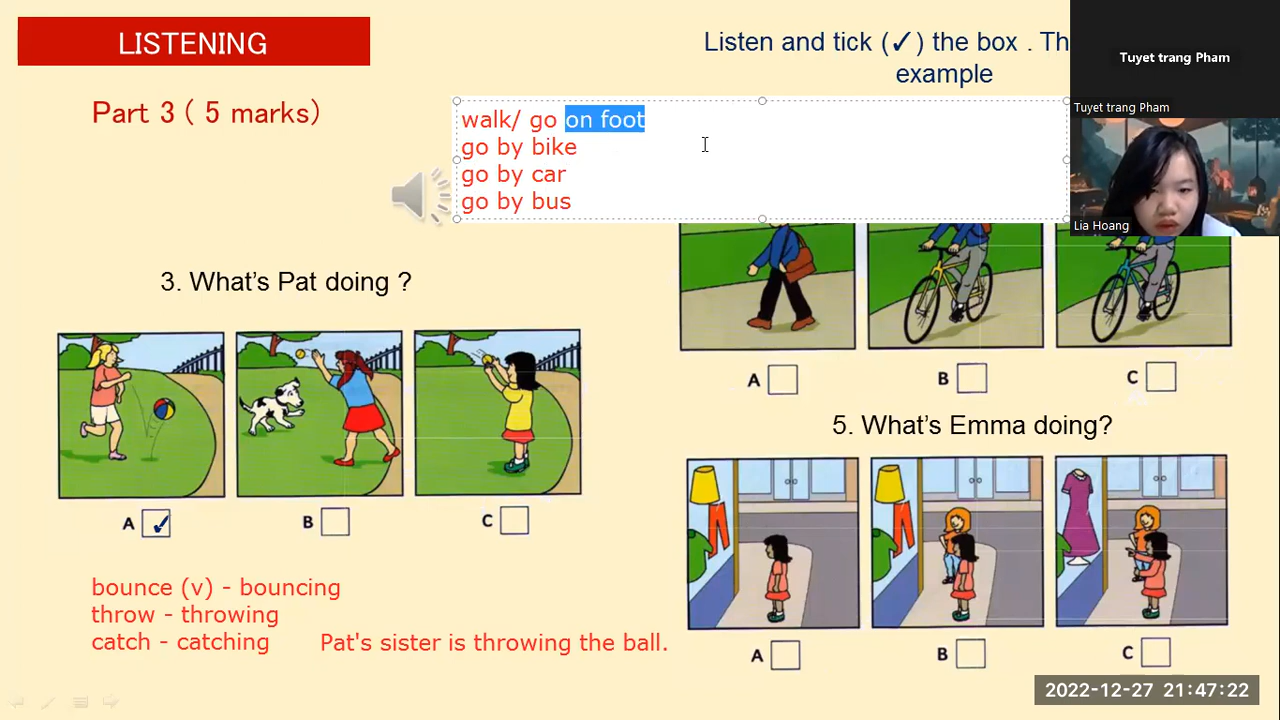 LISTENING
Listen and tick (✓) the box . Th
example
Part 3 ( 5 marks)
walk/ go on foot
go by bike
go by car
go by bus
Tuyet trang Pham
Tuyet trang Pham
Lia Hoang
3. What's Pat doing ?
A ✓
B
C
bounce (v) - bouncing
throw - throwing
catch - catching
Pat's sister is throwing the ball.
A
B
C
5. What's Emma doing?
A
B
C
2022-12-27 21:47:22